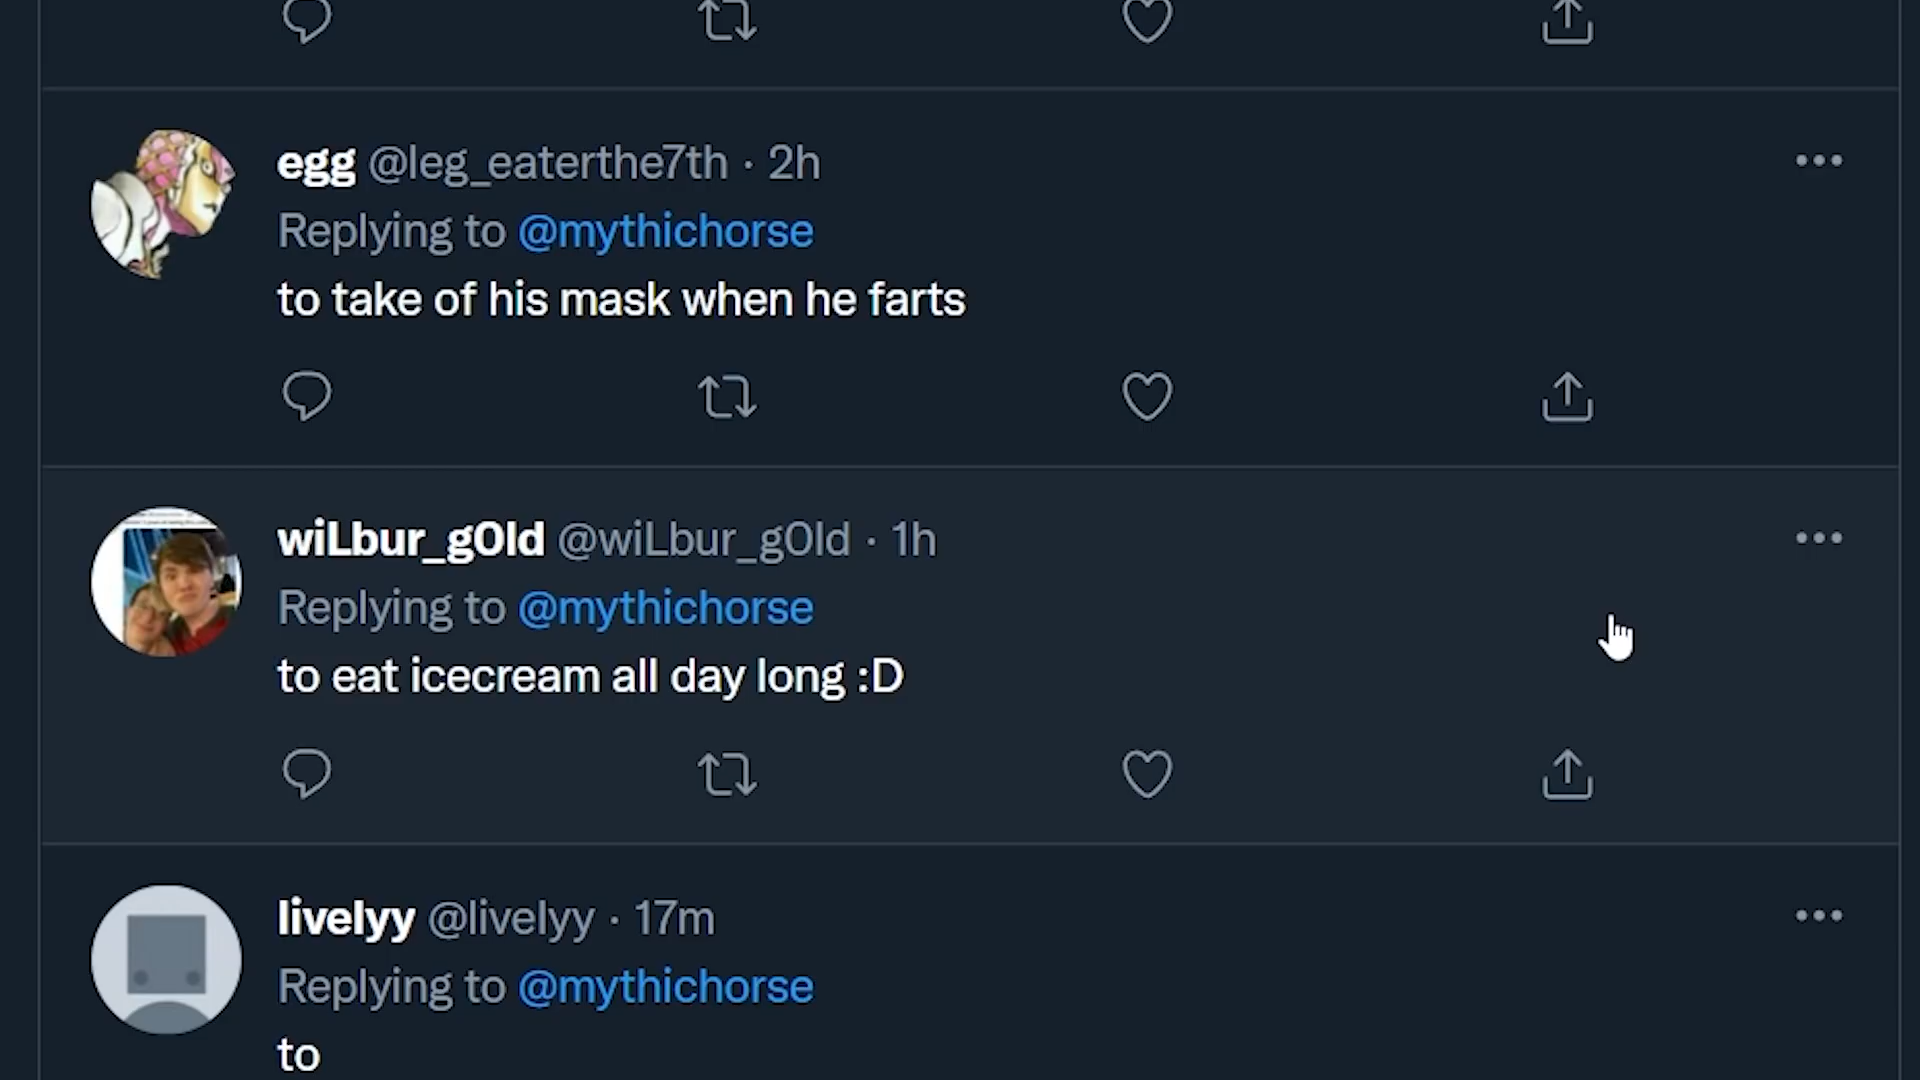 egg @leg_eaterthe7th · 2h
Replying to @mythichorse
to take of his mask when he farts
wiLbur_gOld @wiLbur_gOld · 1h
Replying to @mythichorse
to eat icecream all day long :D
livelyy @livelyy · 17m
Replying to @mythichorse
to